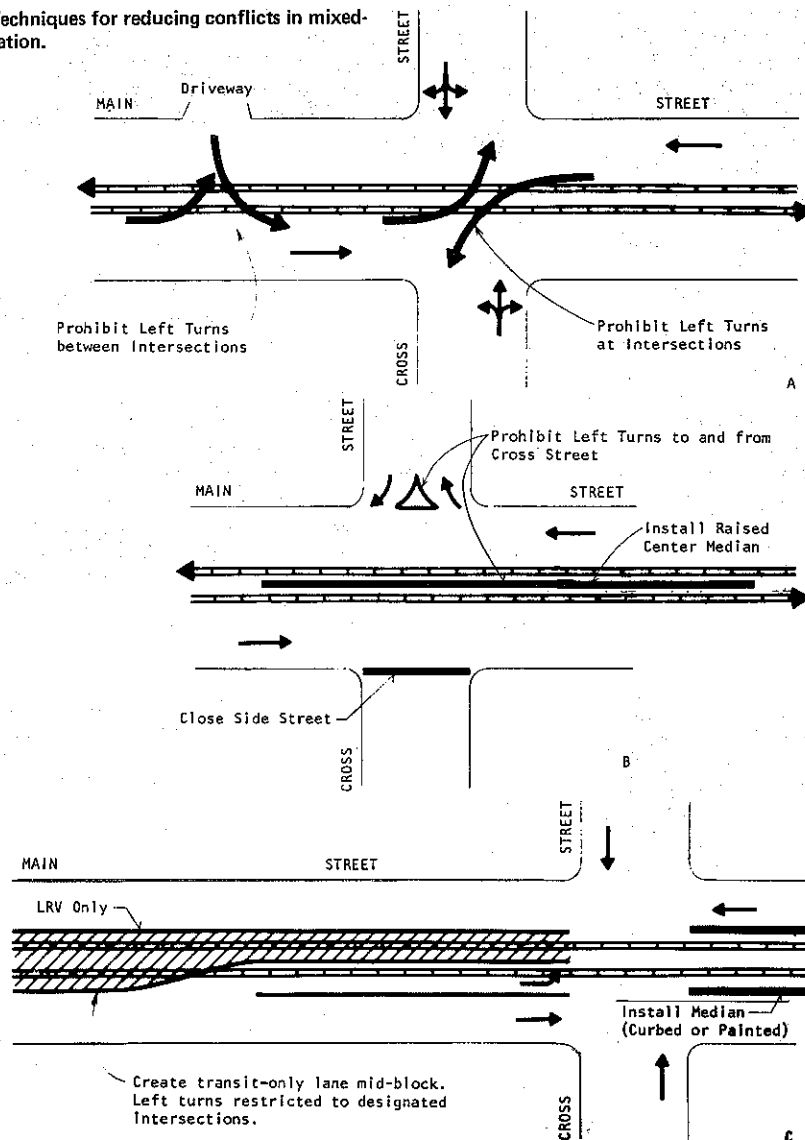 Techniques for reducing conflicts in mixed-
ation.
STREET
Driveway
MAIN
STREET
Prohibit Left Turns
between Intersections
Prohibit Left Turns
at Intersections
CROSS
A
STREET
Prohibit Left Turns to and from
Cross Street
MAIN
STREET
Install Raised
Center Median
Close Side Street
CROSS
B
STREET
MAIN
STREET
LRV Only
Install Median
(Curbed or Painted)
Create transit-only lane mid-block.
Left turns restricted to designated
intersections.
CROSS
C